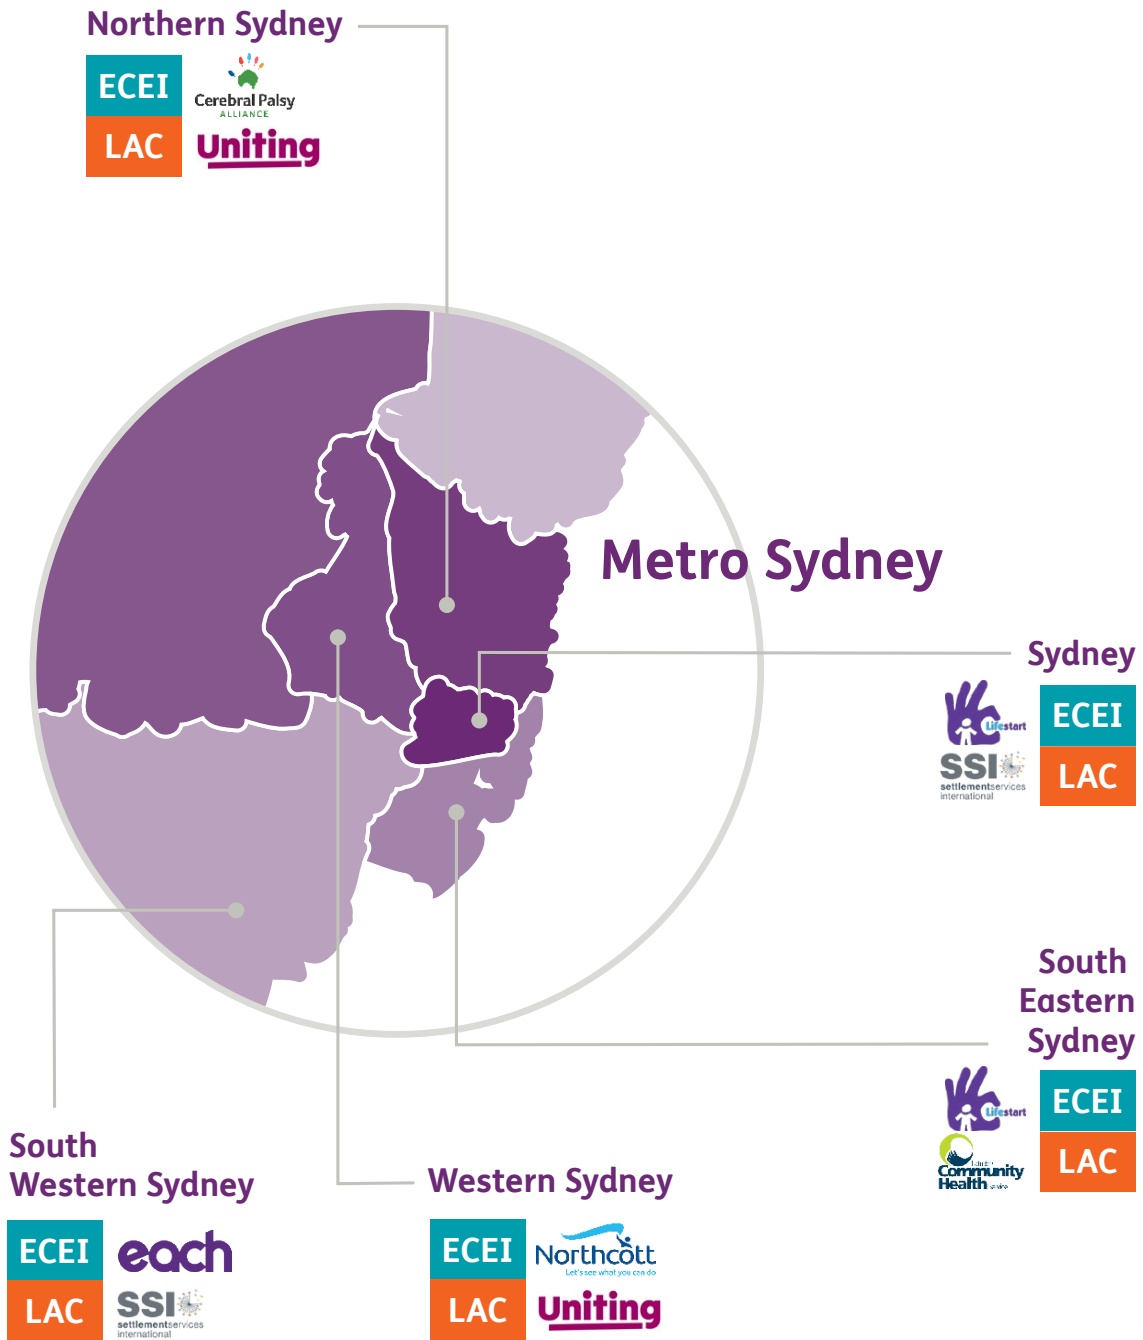 Northern Sydney
ECEI
Cerebral Palsy
ALLIANCE
LAC
Uniting
Metro Sydney
Sydney
Lifestart
ECEI
SSI
settlementservices
international
LAC
South
Eastern
Sydney
Lifestart
ECEI
Community
Health
LAC
South
Western Sydney
ECEI
each
LAC
SSI
settlementservices
international
Western Sydney
ECEI
Northcott
Let's see what you can do
LAC
Uniting